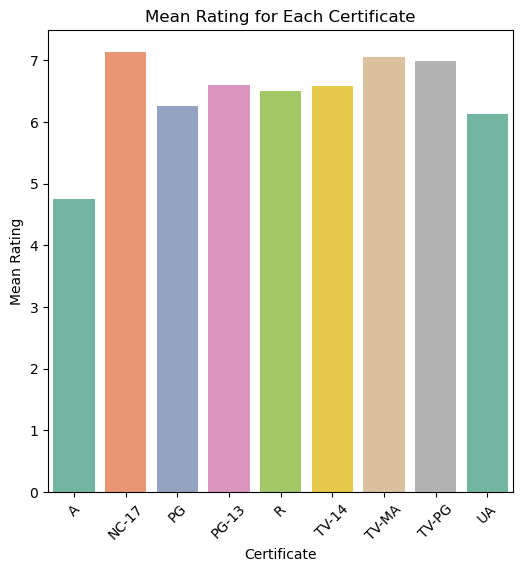 Mean Rating for Each Certificate
Mean Rating
7
6
5
4
3
2
1
0
A
NC-17
PG
PG-13
R
TV-14
TV-MA
TV-PG
UA
Certificate